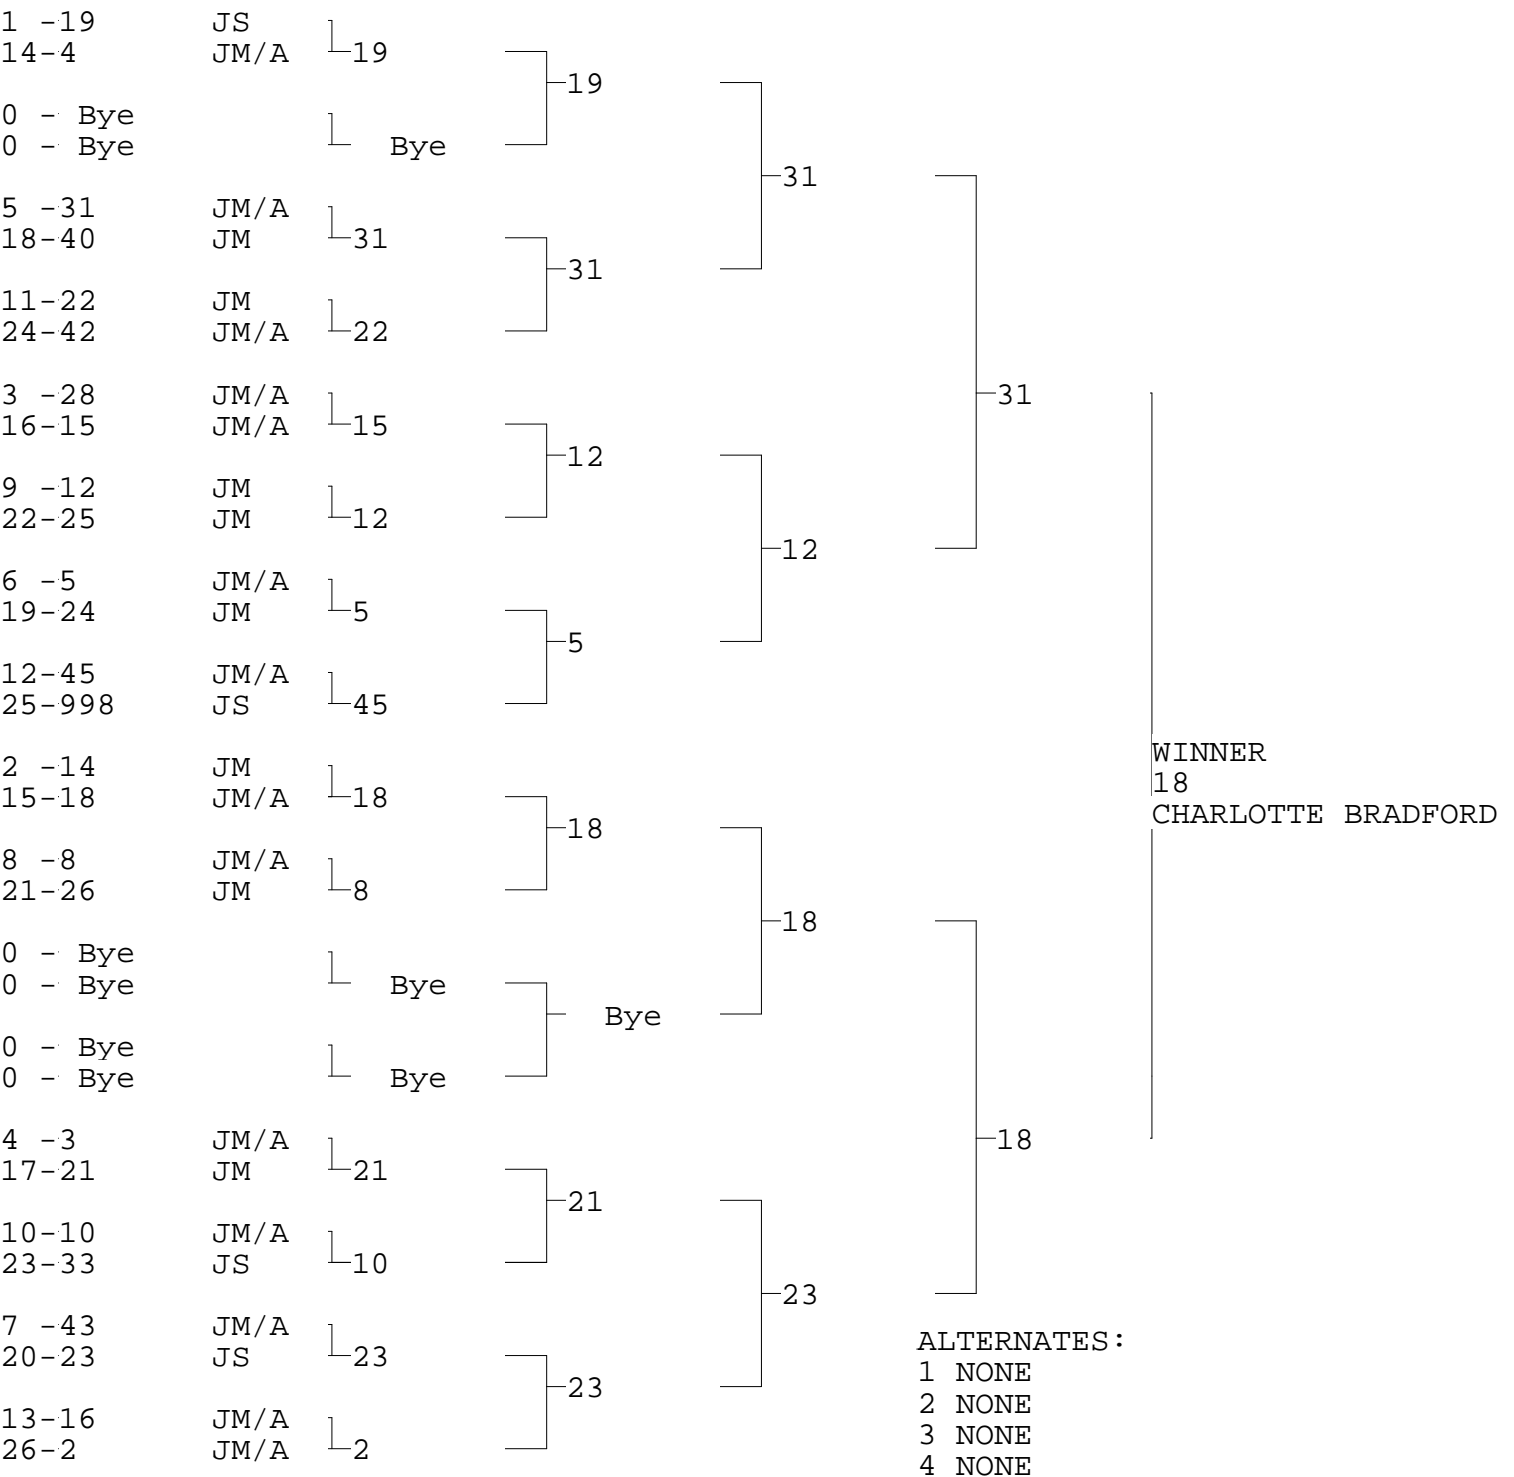 1 -19 JS
14-4 JM/A 19
19
0 - Bye
0 - Bye Bye
31
5 -31 JM/A
18-40 JM 31
31
11-22 JM
24-42 JM/A 22
3 -28 JM/A 31
16-15 JM/A 15
12
9 -12 JM
22-25 JM 12
12
6 -5 JM/A
19-24 JM 5
5
12-45 JM/A
25-998 JS 45
WINNER
2 -14 JM
18
15-18 JM/A 18
CHARLOTTE BRADFORD
18
8 -8 JM/A
21-26 JM 8
18
0 - Bye
0 - Bye Bye
Bye
0 - Bye
0 - Bye Bye
4 -3 JM/A 18
17-21 JM 21
21
10-10 JM/A
23-33 JS 10
23
7 -43 JM/A
20-23 JS 23
23
13-16 JM/A
26-2 JM/A 2
ALTERNATES:
1 NONE
2 NONE
3 NONE
4 NONE